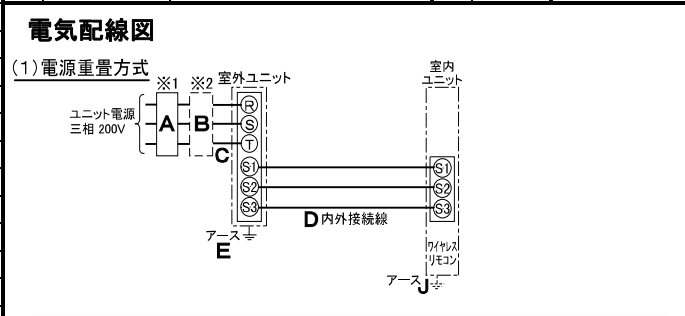 電気配線図
(1)電源重畳方式
※1 ※2 室外ユニット
室内
ユニット
ユニット電源
三相 200V
A
B
C
R
S
T
S1
S2
S3
S1
S2
S3
D 内外接続線
アース
E
ワイヤレス
リモコン
アース J